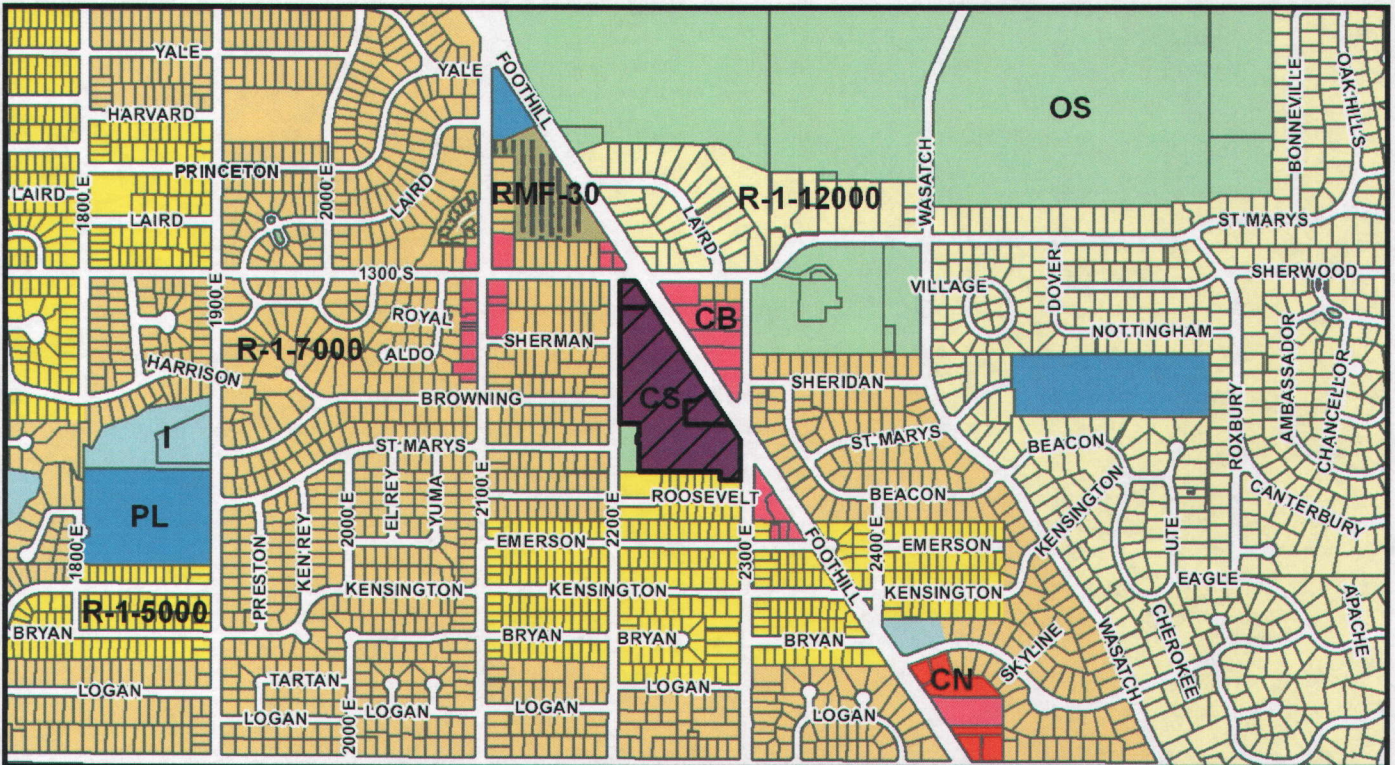 YALE
YALE
FOOTHILL
OS
BONNEVILLE
OAK HILLS
HARVARD
PRINCETON
LAIRD
1800 E
LAIRD
2000 E
LAIRD
RMF-30
LAIRD
R-1-12000
WASATCH
ST MARYS
1300 S
SHERWOOD
1900 E
ROYAL
VILLAGE
DOVER
CB
SHERMAN
NOTTINGHAM
AMBASSADOR
CHANCELLOR
R-1-7000
ALDO
HARRISON
SHERIDAN
BROWNING
CS
ROXBURY
I
ST MARYS
ST MARYS
BEACON
2100 E
ROOSEVELT
BEACON
KENSINGTON
CANTERBURY
PL
EL REY
YUMA
2000 E
2200 E
UTE
1800 E
PRESTON
KEN REY
EMERSON
2300 E
FOOTHILL
2400 E
EMERSON
KENSINGTON
KENSINGTON
KENSINGTON
EAGLE
APACHE
R-1-5000
BRYAN
BRYAN
BRYAN
BRYAN
SKYLINE
WASATCH
CHEROKEE
TARTAN
CN
LOGAN
LOGAN
LOGAN
LOGAN
LOGAN
LOGAN
2000 E